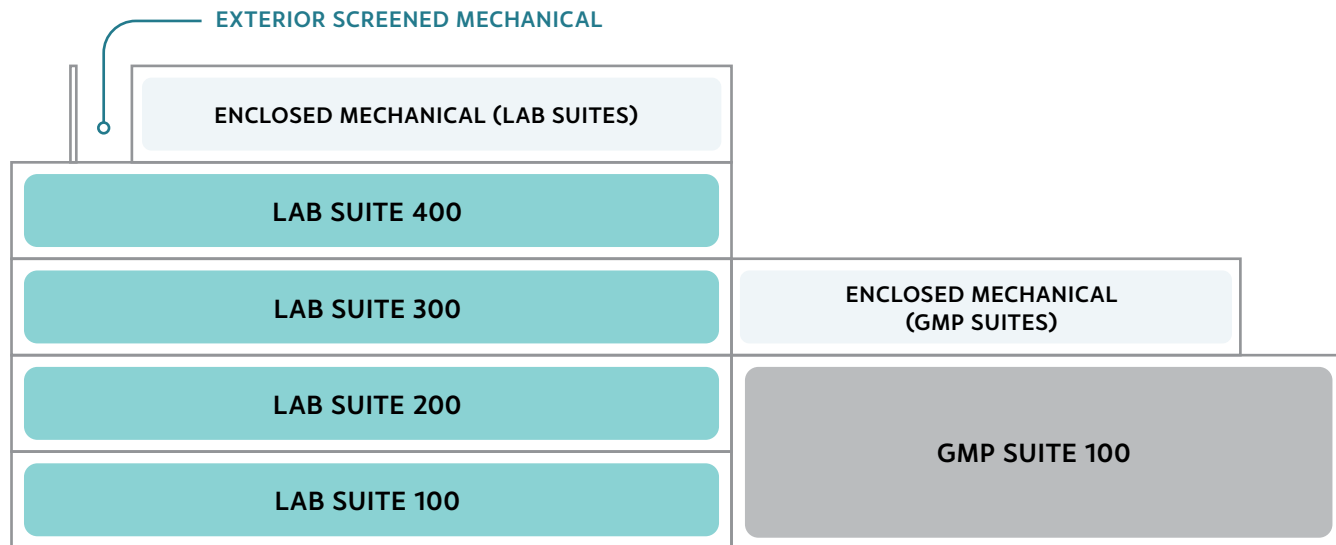 EXTERIOR SCREENED MECHANICAL
ENCLOSED MECHANICAL (LAB SUITES)
LAB SUITE 400
LAB SUITE 300
ENCLOSED MECHANICAL
(GMP SUITES)
LAB SUITE 200
GMP SUITE 100
LAB SUITE 100